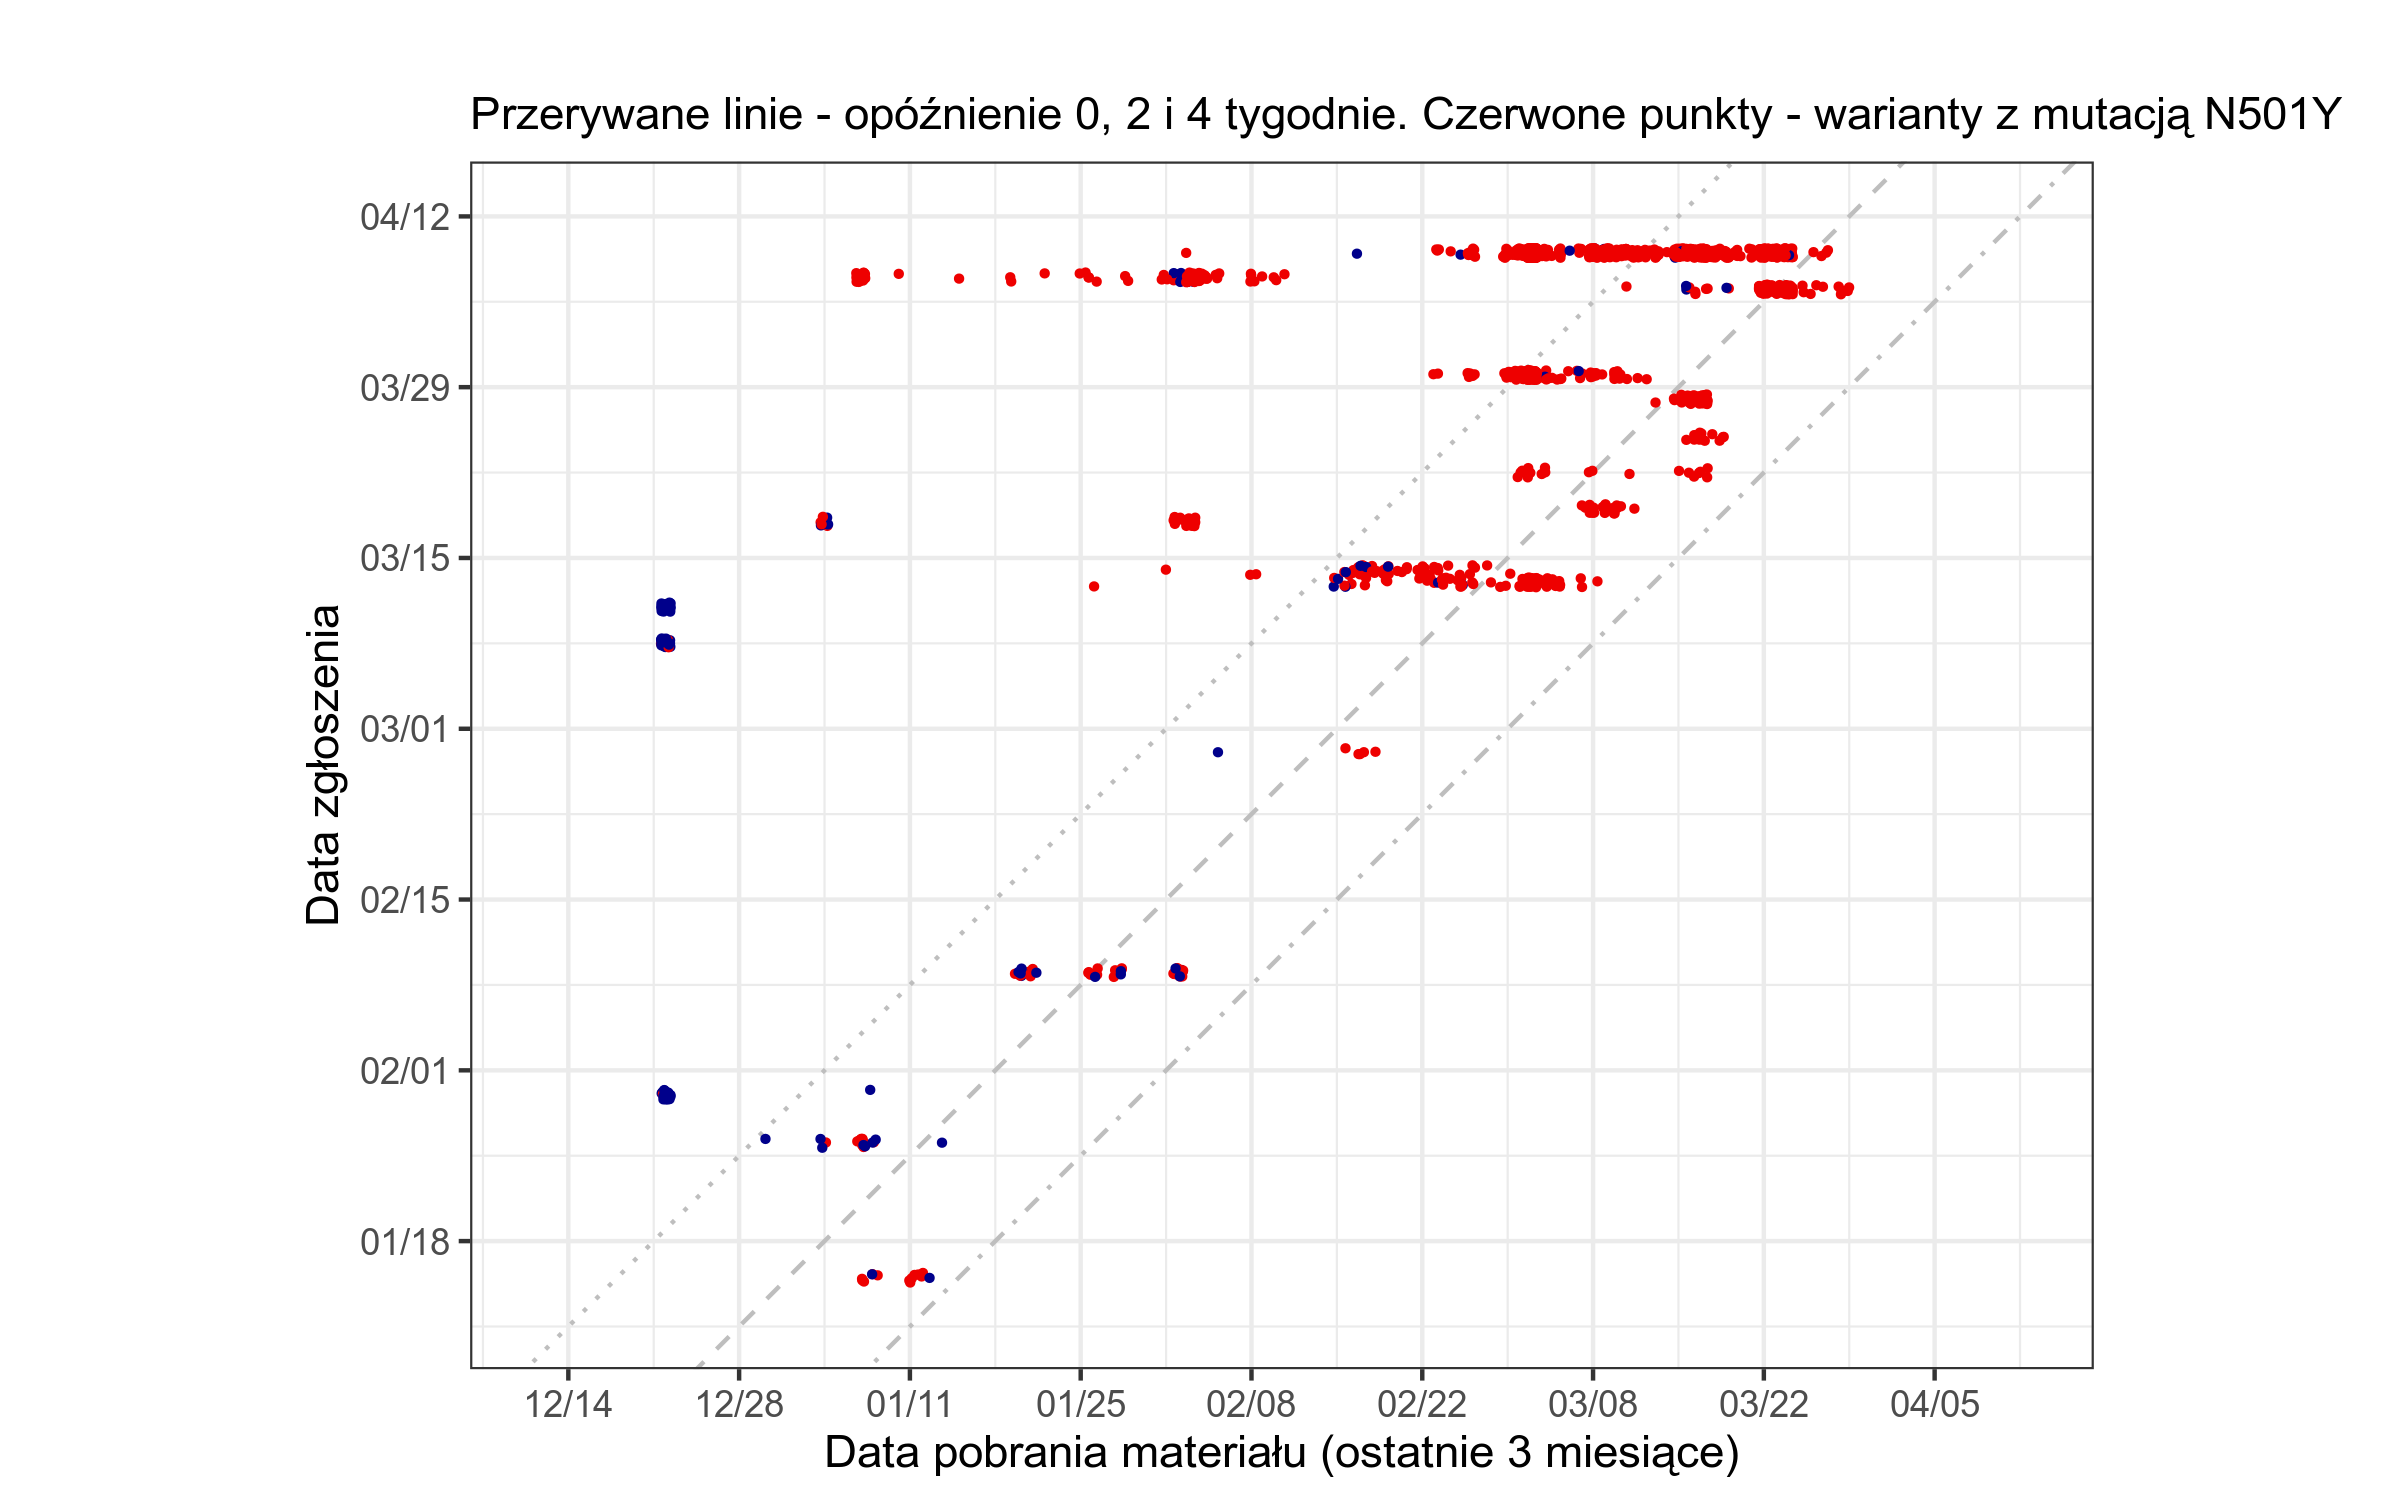 Przerywane linie - opóźnienie 0, 2 i 4 tygodnie. Czerwone punkty - warianty z mutacją N501Y
04/12
03/29
03/15
03/01
02/15
02/01
01/18
Data zgłoszenia
12/14 12/28 01/11 01/25 02/08 02/22 03/08 03/22 04/05
Data pobrania materiału (ostatnie 3 miesiące)